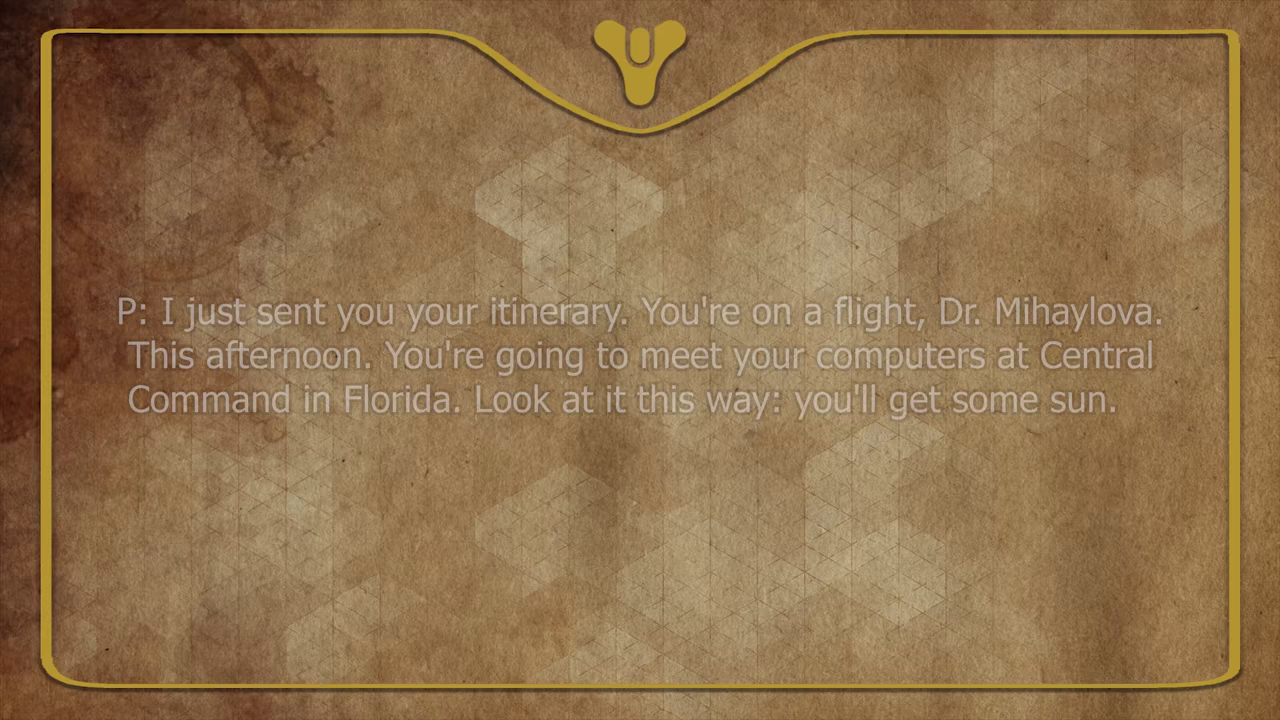 P: I just sent you your itinerary. You're on a flight, Dr. Mihaylova.
This afternoon. You're going to meet your computers at Central
Command in Florida. Look at it this way: you'll get some sun.